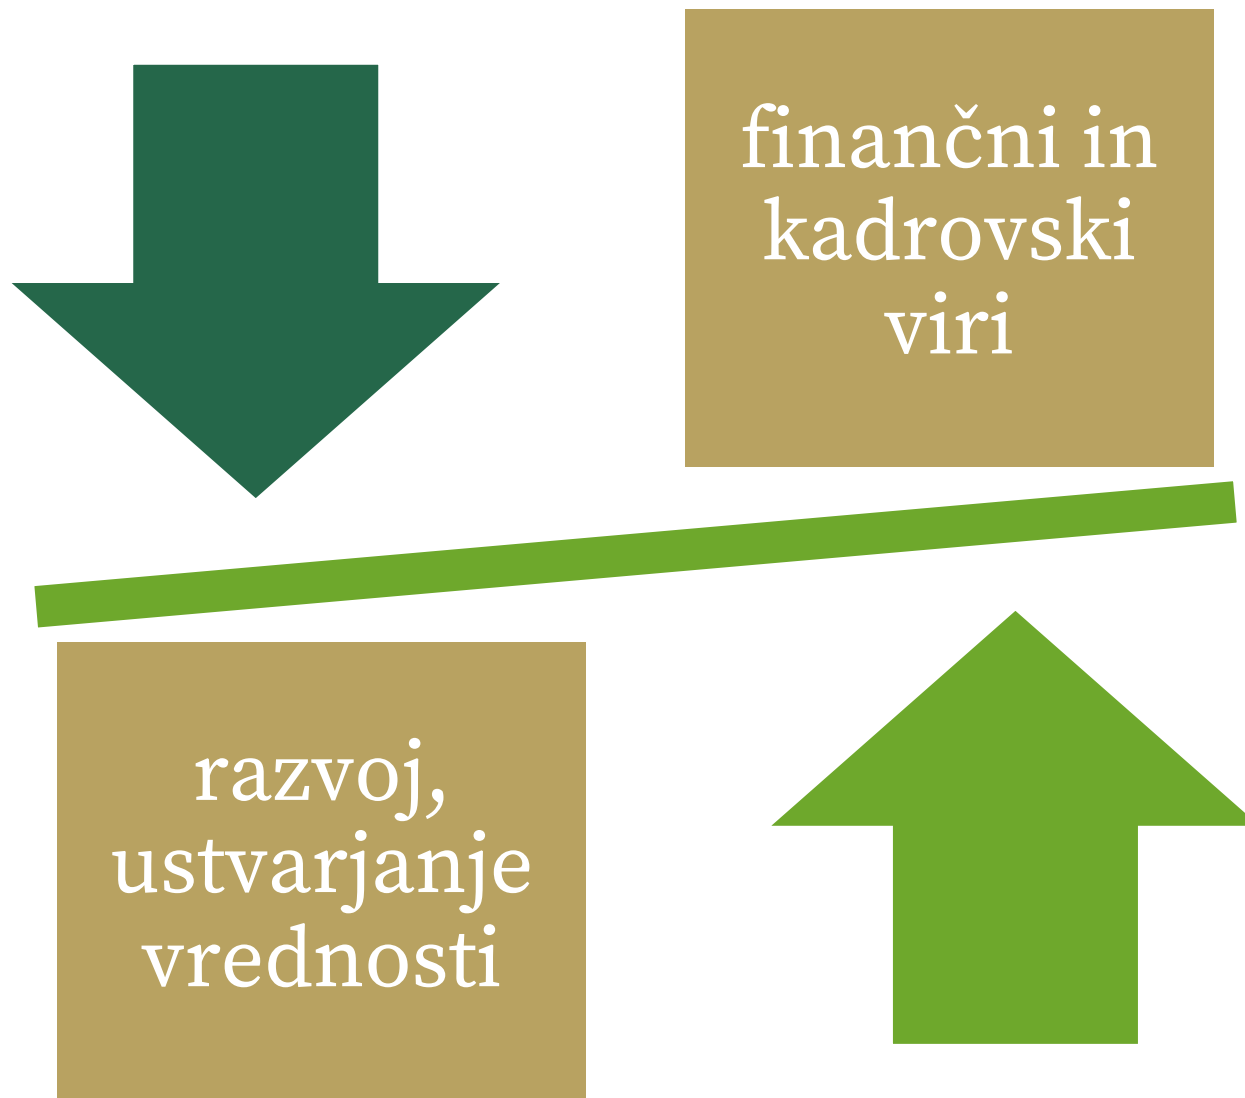 finančni in
kadrovski
viri
razvoj,
ustvarjanje
vrednosti